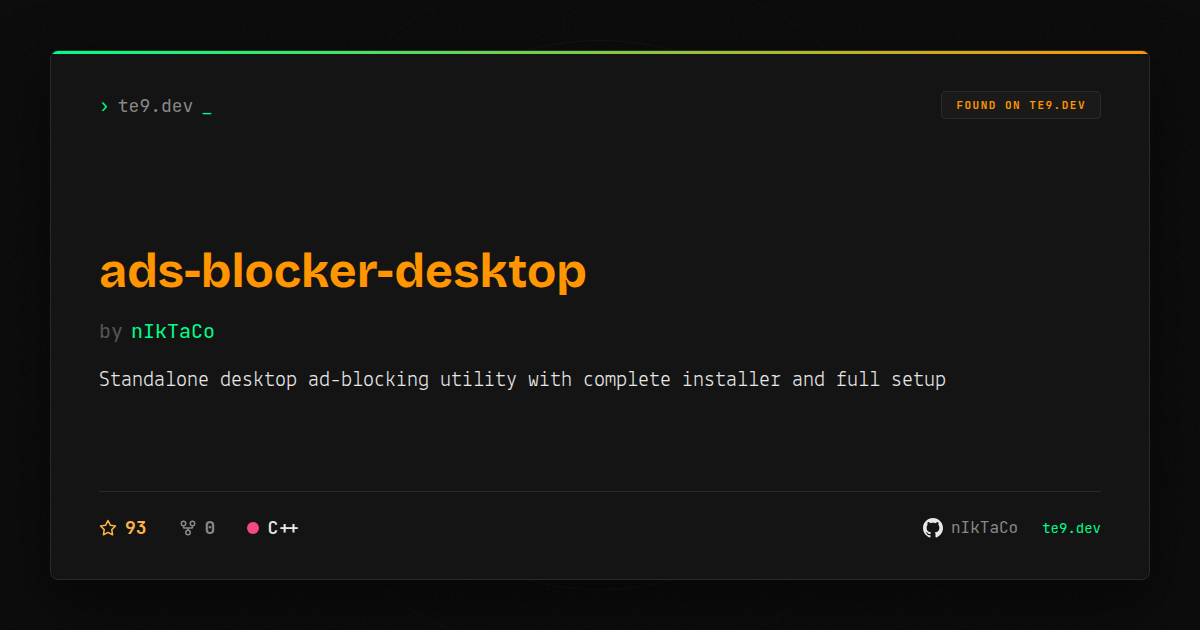 › te9.dev _
FOUND ON TE9.DEV
ads-blocker-desktop
by nIkTaCo
Standalone desktop ad-blocking utility with complete installer and full setup
93 0 C++
nIkTaCo te9.dev